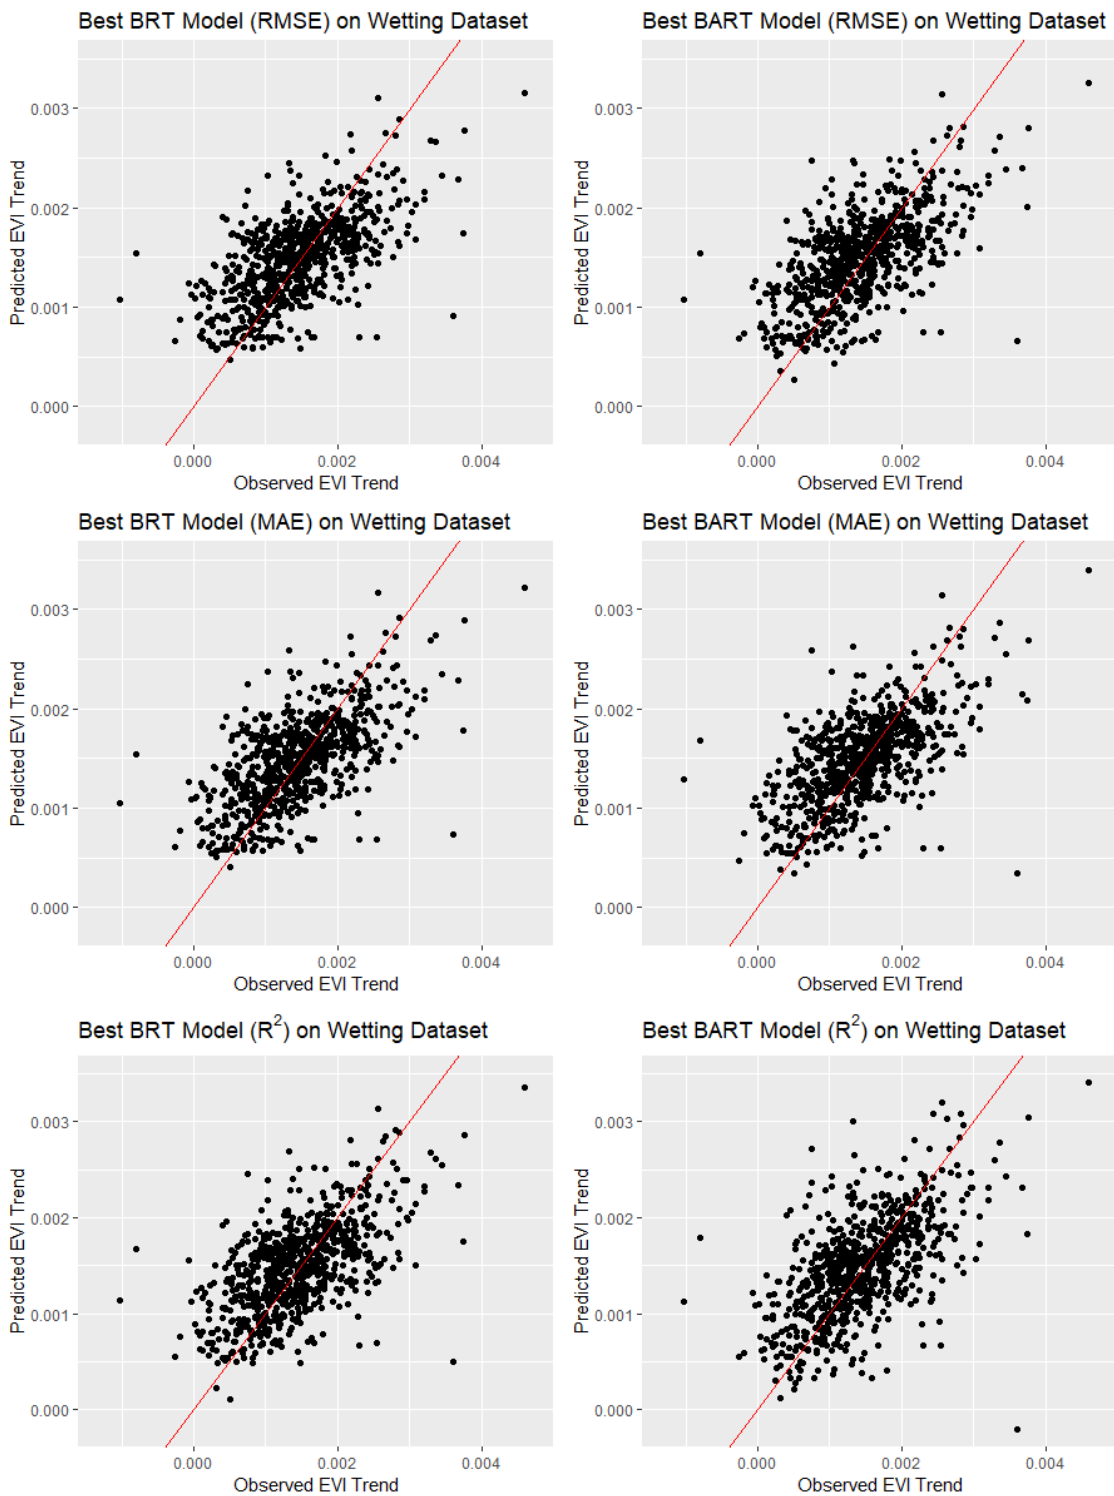 Best BRT Model (RMSE) on Wetting Dataset
Predicted EVI Trend
0.003
0.002
0.001
0.000
0.000 0.002 0.004
Observed EVI Trend
Best BART Model (RMSE) on Wetting Dataset
Predicted EVI Trend
0.003
0.002
0.001
0.000
0.000 0.002 0.004
Observed EVI Trend
Best BRT Model (MAE) on Wetting Dataset
Predicted EVI Trend
0.003
0.002
0.001
0.000
0.000 0.002 0.004
Observed EVI Trend
Best BART Model (MAE) on Wetting Dataset
Predicted EVI Trend
0.003
0.002
0.001
0.000
0.000 0.002 0.004
Observed EVI Trend
Best BRT Model (R²) on Wetting Dataset
Predicted EVI Trend
0.003
0.002
0.001
0.000
0.000 0.002 0.004
Observed EVI Trend
Best BART Model (R²) on Wetting Dataset
Predicted EVI Trend
0.003
0.002
0.001
0.000
0.000 0.002 0.004
Observed EVI Trend